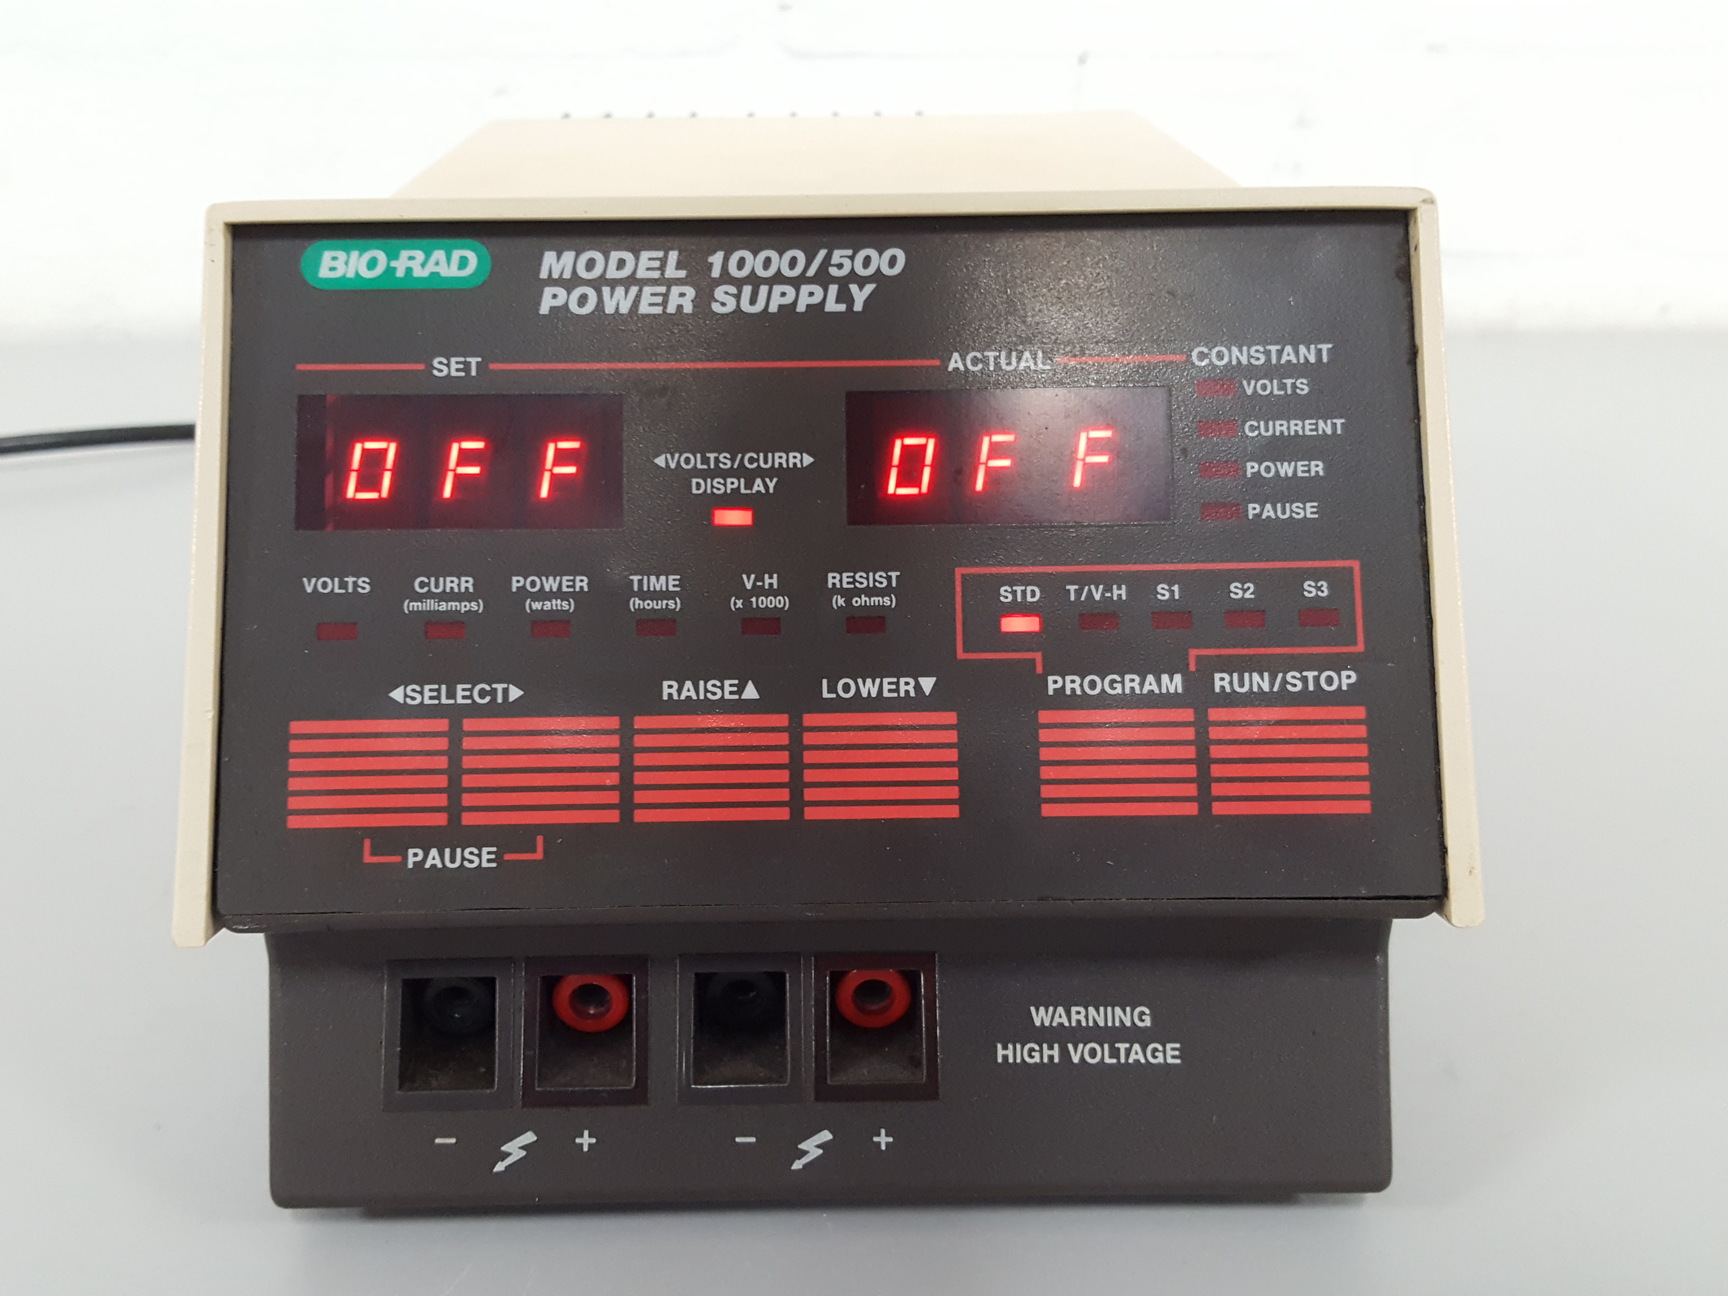 BIO-RAD
MODEL 1000/500
POWER SUPPLY
SET
ACTUAL
CONSTANT
VOLTS
CURRENT
POWER
PAUSE
OFF
◀VOLTS/CURR▶
DISPLAY
OFF
VOLTS
CURR
(milliamps)
POWER
(watts)
TIME
(hours)
V-H
(x 1000)
RESIST
(k ohms)
STD
T/V-H
S1
S2
S3
◀SELECT▶
RAISE▲
LOWER▼
PROGRAM
RUN/STOP
PAUSE
WARNING
HIGH VOLTAGE
- +
- +